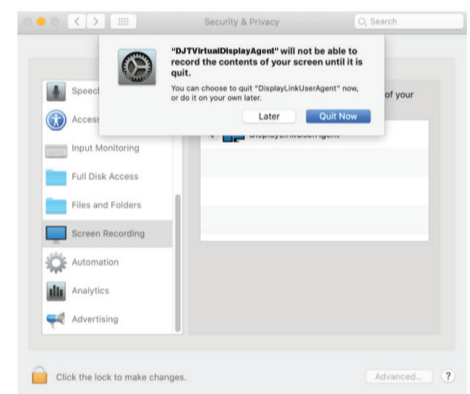 Security & Privacy
Search
"DJTVirtualDisplayAgent" will not be able to
record the contents of your screen until it is
quit.
You can choose to quit "DisplayLinkUserAgent" now,
or do it on your own later.
Later
Quit Now
of your
DisplayLinkUserAgent
Input Monitoring
Full Disk Access
Files and Folders
Screen Recording
Automation
Analytics
Advertising
Click the lock to make changes.
Advanced...
?